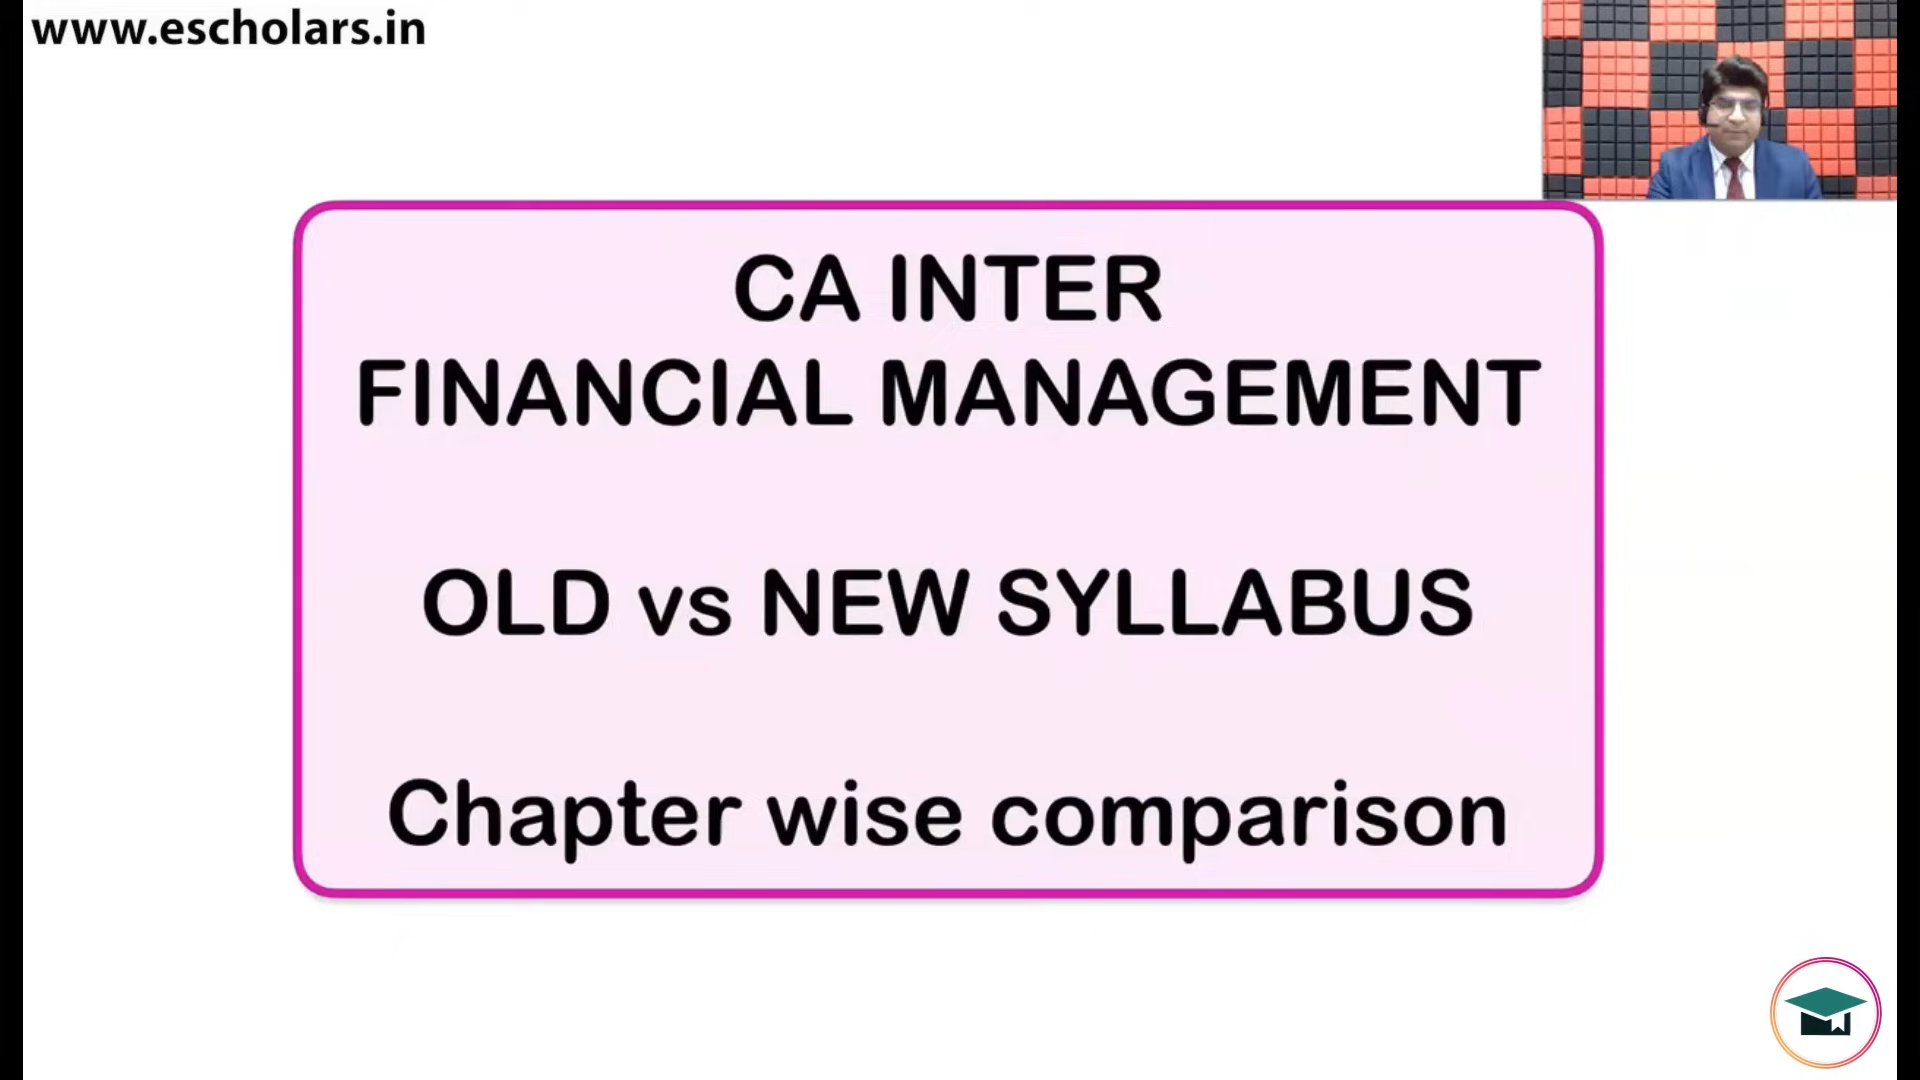 www.escholars.in
CA INTER
FINANCIAL MANAGEMENT
OLD vs NEW SYLLABUS
Chapter wise comparison